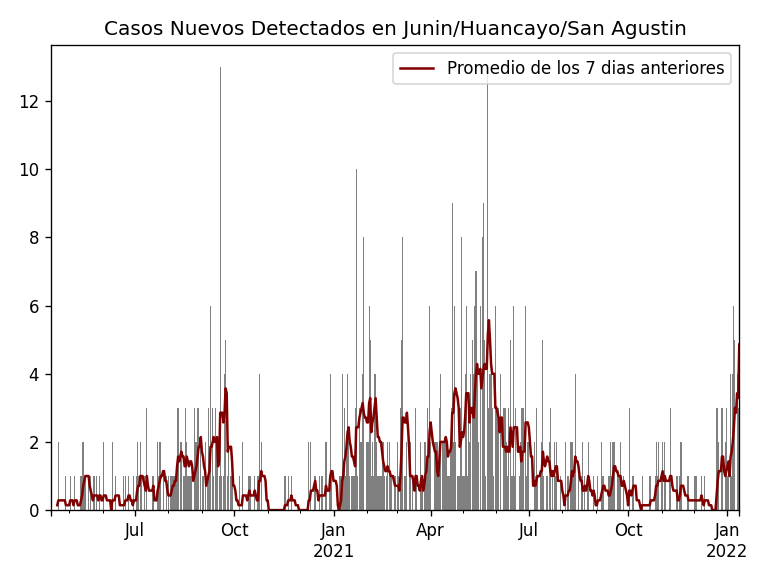 Casos Nuevos Detectados en Junin/Huancayo/San Agustin
Promedio de los 7 dias anteriores
12
10
8
6
4
2
0
Jul
Oct
Jan
2021
Apr
Jul
Oct
Jan
2022